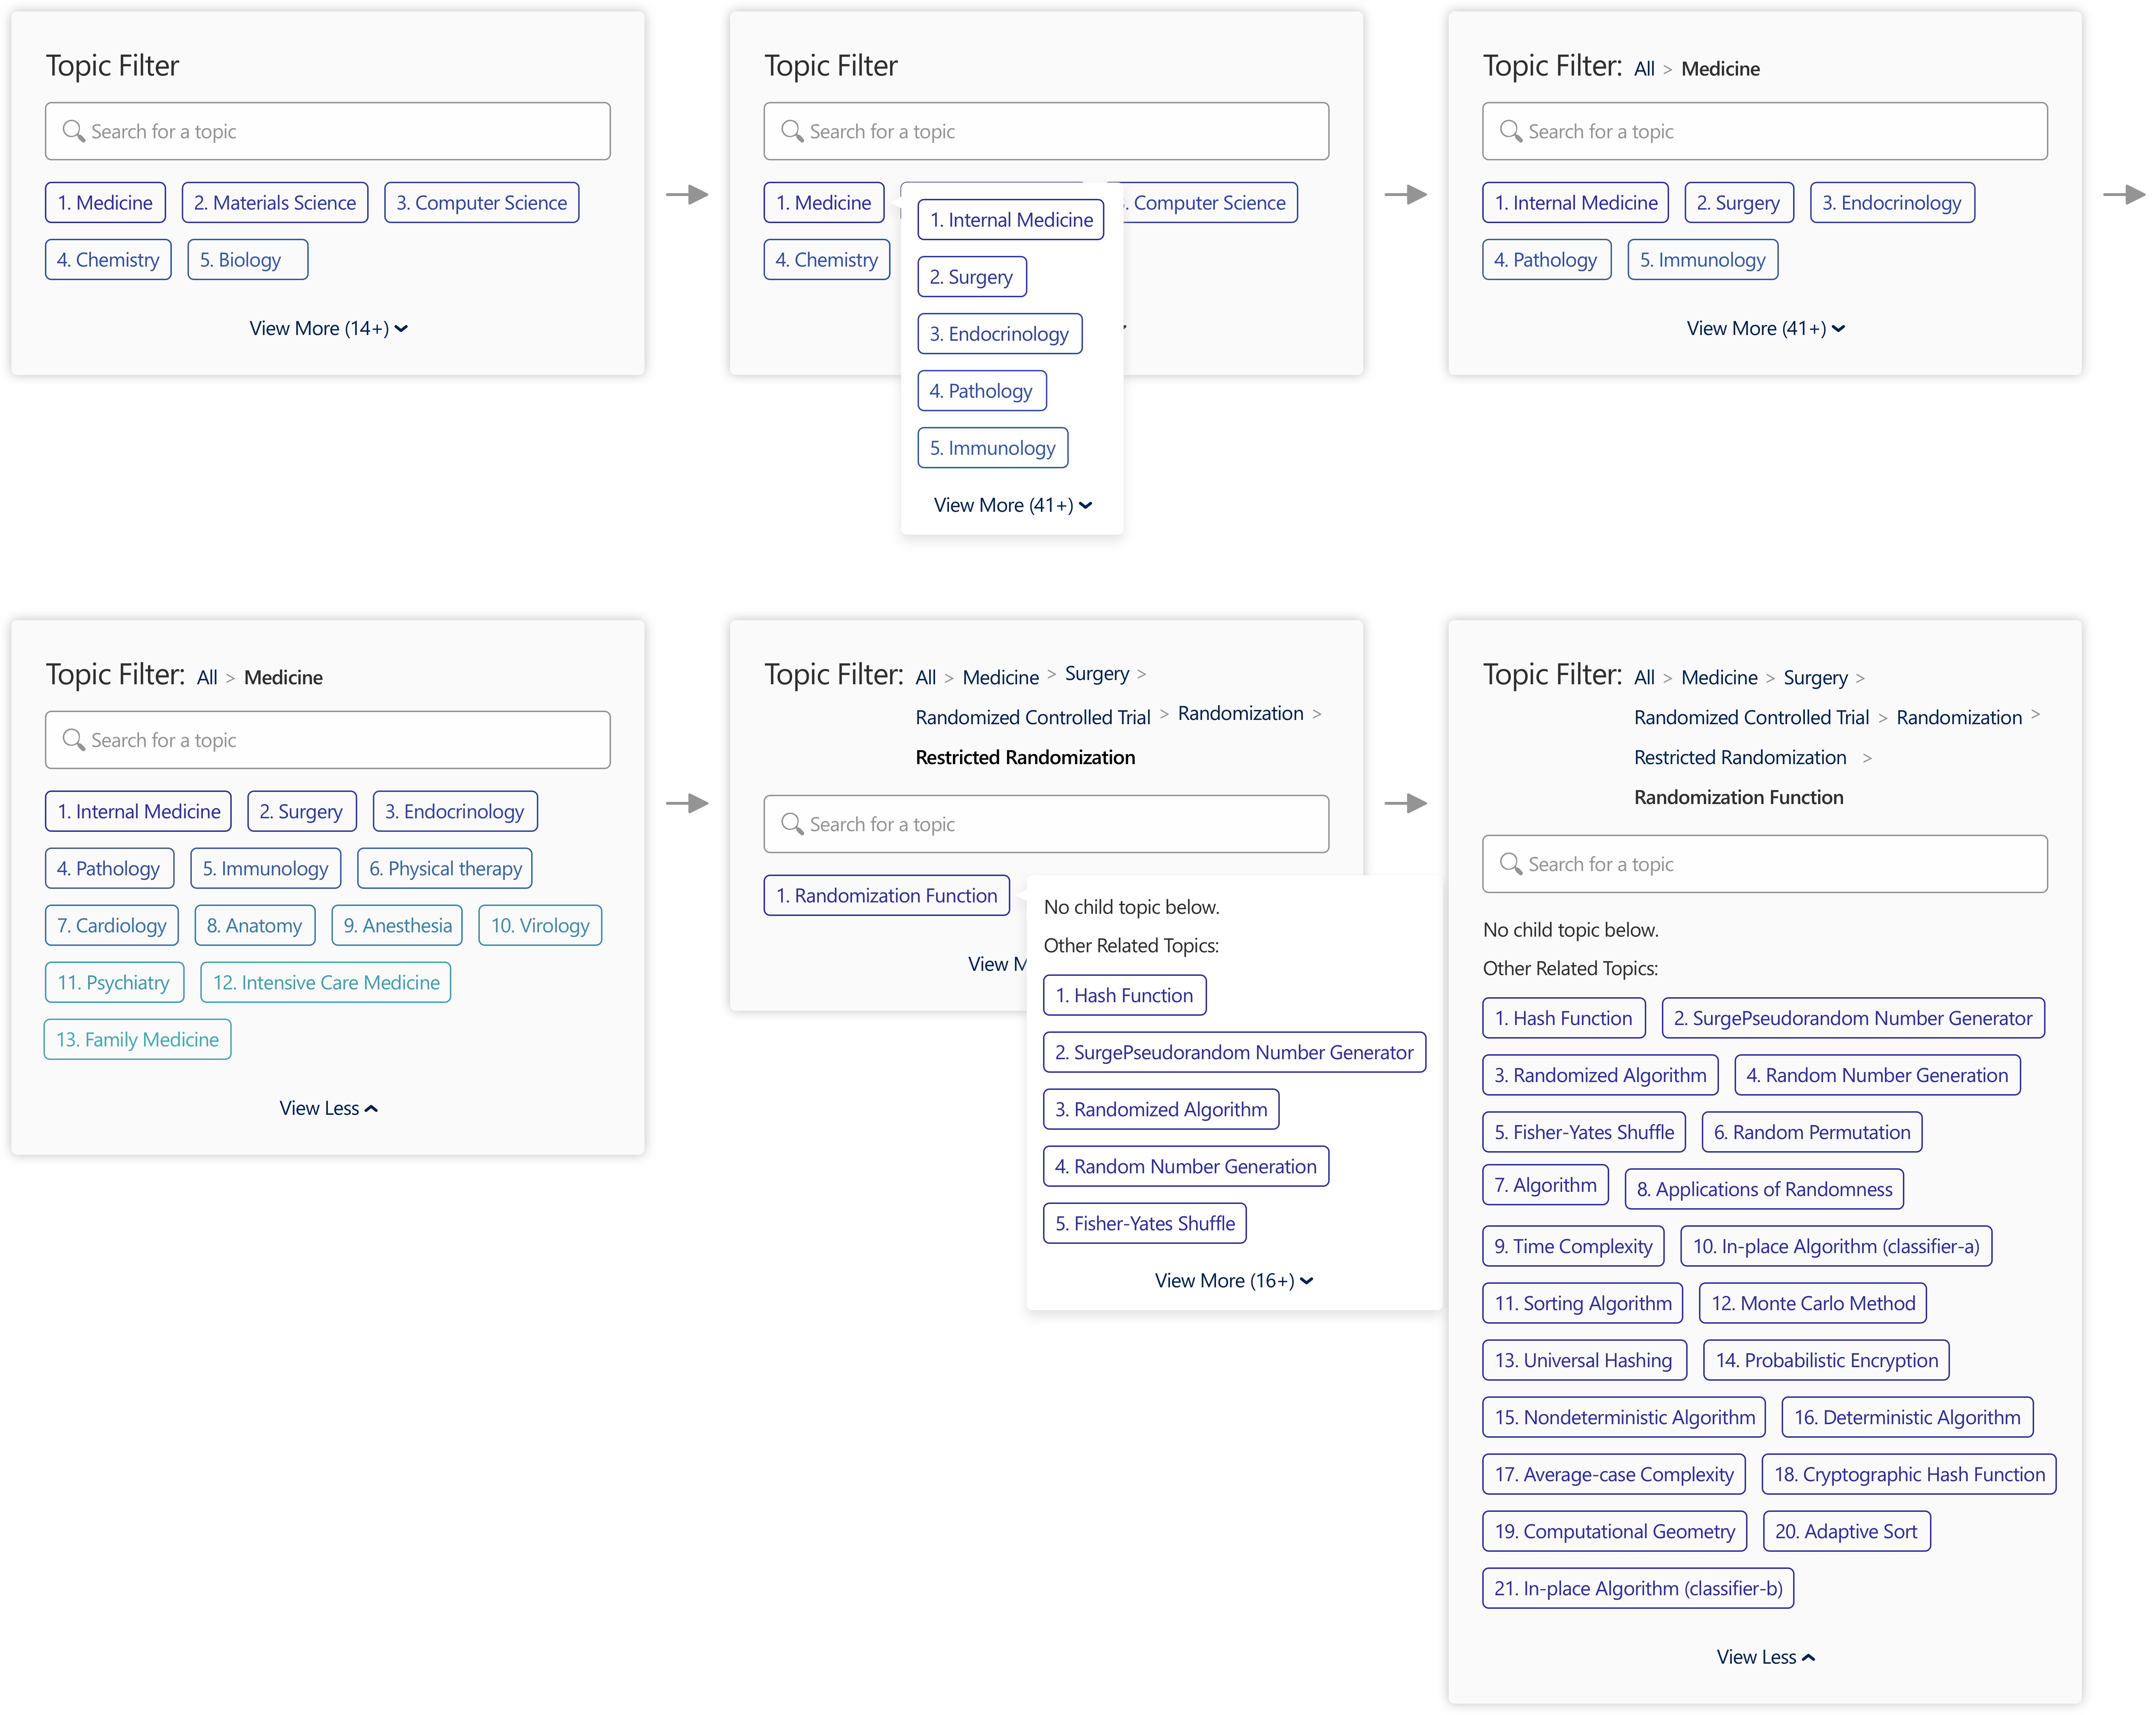 Topic Filter
Search for a topic
1. Medicine 2. Materials Science 3. Computer Science
4. Chemistry 5. Biology
View More (14+)
Topic Filter
Search for a topic
1. Medicine . Computer Science
4. Chemistry
1. Internal Medicine
2. Surgery
3. Endocrinology
4. Pathology
5. Immunology
View More (41+)
Topic Filter: All > Medicine
Search for a topic
1. Internal Medicine 2. Surgery 3. Endocrinology
4. Pathology 5. Immunology
View More (41+)
Topic Filter: All > Medicine
Search for a topic
1. Internal Medicine 2. Surgery 3. Endocrinology
4. Pathology 5. Immunology 6. Physical therapy
7. Cardiology 8. Anatomy 9. Anesthesia 10. Virology
11. Psychiatry 12. Intensive Care Medicine
13. Family Medicine
View Less
Topic Filter: All > Medicine > Surgery >
Randomized Controlled Trial > Randomization >
Restricted Randomization
Search for a topic
1. Randomization Function
View M
No child topic below.
Other Related Topics:
1. Hash Function
2. SurgePseudorandom Number Generator
3. Randomized Algorithm
4. Random Number Generation
5. Fisher-Yates Shuffle
View More (16+)
Topic Filter: All > Medicine > Surgery >
Randomized Controlled Trial > Randomization >
Restricted Randomization >
Randomization Function
Search for a topic
No child topic below.
Other Related Topics:
1. Hash Function 2. SurgePseudorandom Number Generator
3. Randomized Algorithm 4. Random Number Generation
5. Fisher-Yates Shuffle 6. Random Permutation
7. Algorithm 8. Applications of Randomness
9. Time Complexity 10. In-place Algorithm (classifier-a)
11. Sorting Algorithm 12. Monte Carlo Method
13. Universal Hashing 14. Probabilistic Encryption
15. Nondeterministic Algorithm 16. Deterministic Algorithm
17. Average-case Complexity 18. Cryptographic Hash Function
19. Computational Geometry 20. Adaptive Sort
21. In-place Algorithm (classifier-b)
View Less